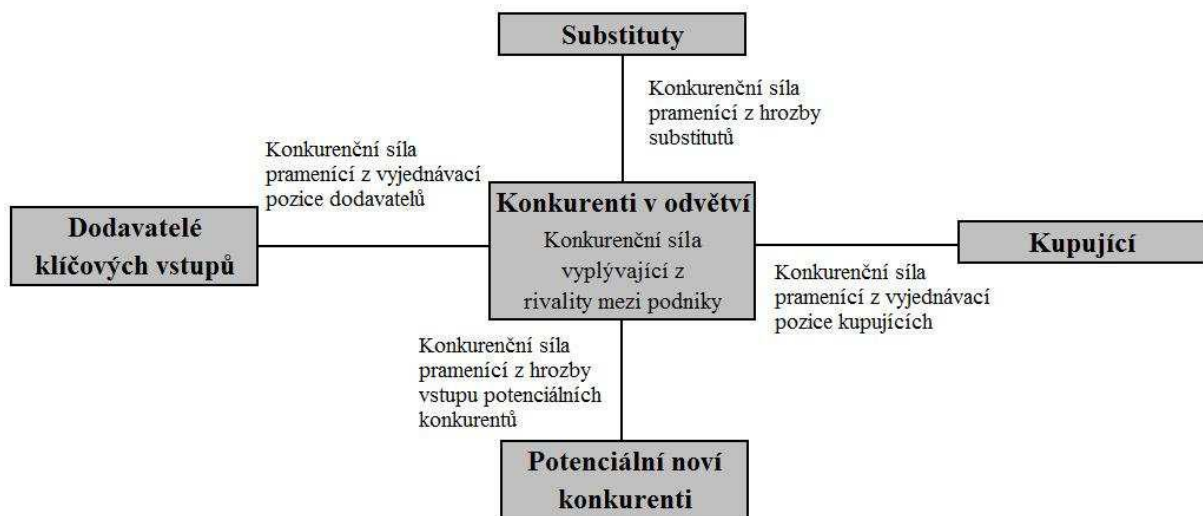 Substituty
Konkurenční síla
pramenící z hrozby
substitutů
Konkurenční síla
pramenící z vyjednávací
pozice dodavatelů
Dodavatelé
klíčových vstupů
Konkurenti v odvětví
Konkurenční síla
vyplývající z
rivality mezi podniky
Kupující
Konkurenční síla
pramenící z vyjednávací
pozice kupujících
Konkurenční síla
pramenící z hrozby
vstupu potenciálních
konkurentů
Potenciální noví
konkurenti